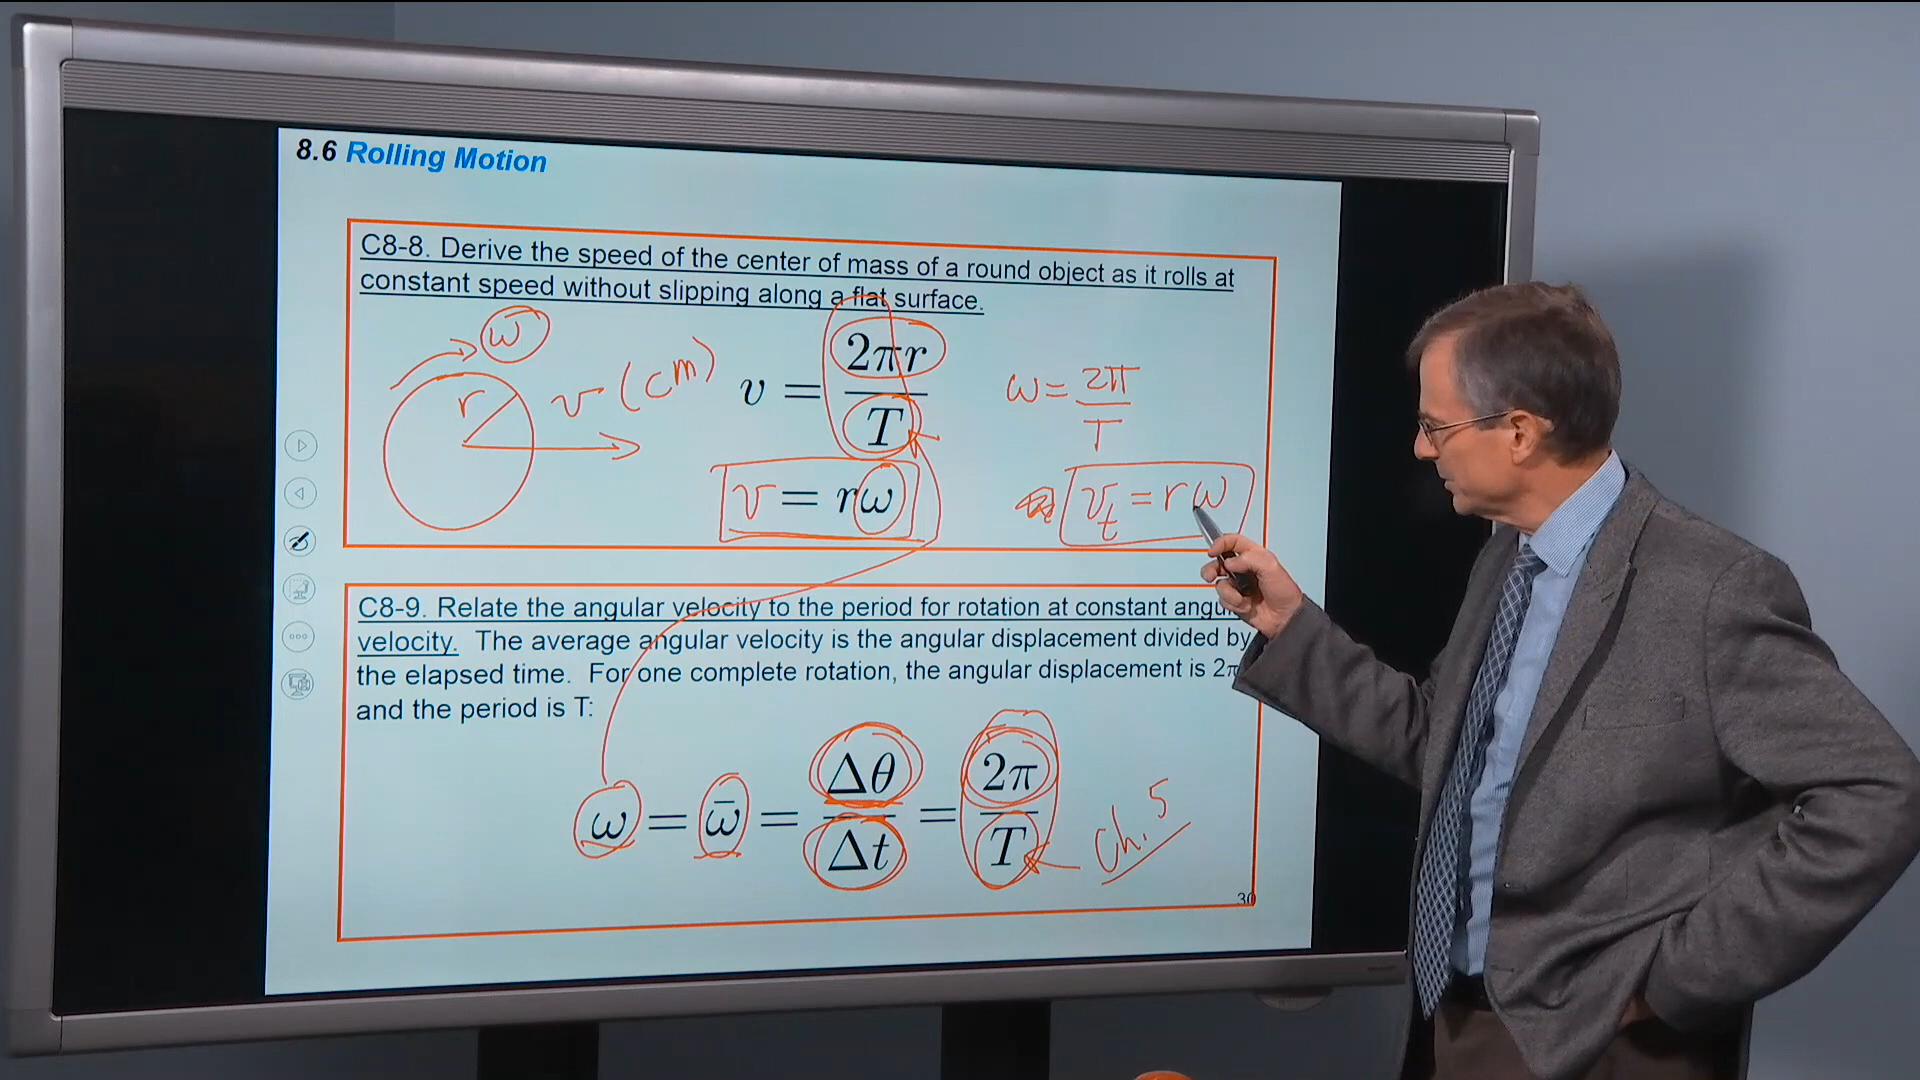 8.6 Rolling Motion
C8-8. Derive the speed of the center of mass of a round object as it rolls at
constant speed without slipping along a flat surface.
ω
r
v (cm)
v = 2πr / T
ω = 2π / T
v = rω
v_t = rω
C8-9. Relate the angular velocity to the period for rotation at constant angu
velocity. The average angular velocity is the angular displacement divided by
the elapsed time. For one complete rotation, the angular displacement is 2π
and the period is T:
ω = ω̄ = Δθ / Δt = 2π / T
Ch. 5
30